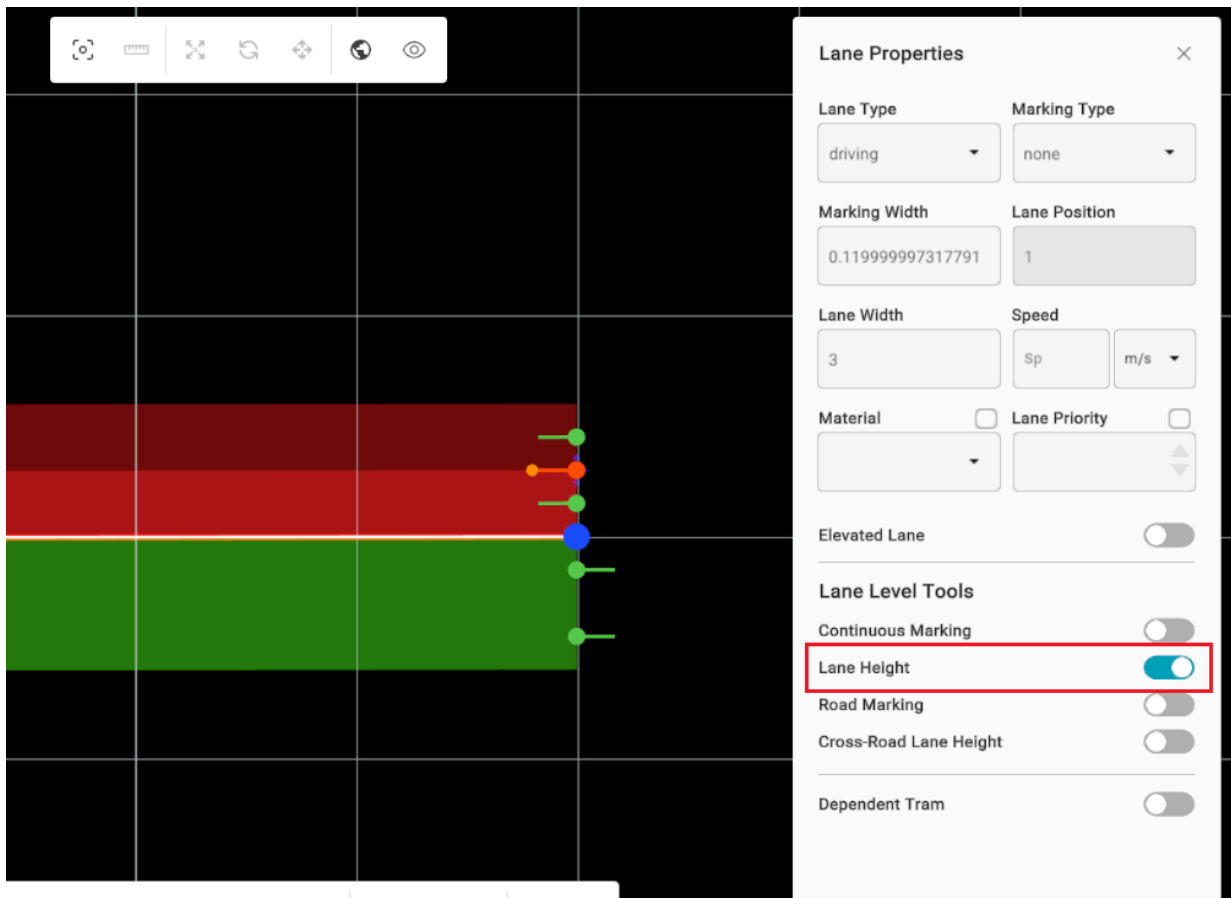 Lane Properties
Lane Type Marking Type
driving none
Marking Width Lane Position
0.119999997317791 1
Lane Width Speed
3 Sp m/s
Material Lane Priority
Elevated Lane
Lane Level Tools
Continuous Marking
Lane Height
Road Marking
Cross-Road Lane Height
Dependent Tram